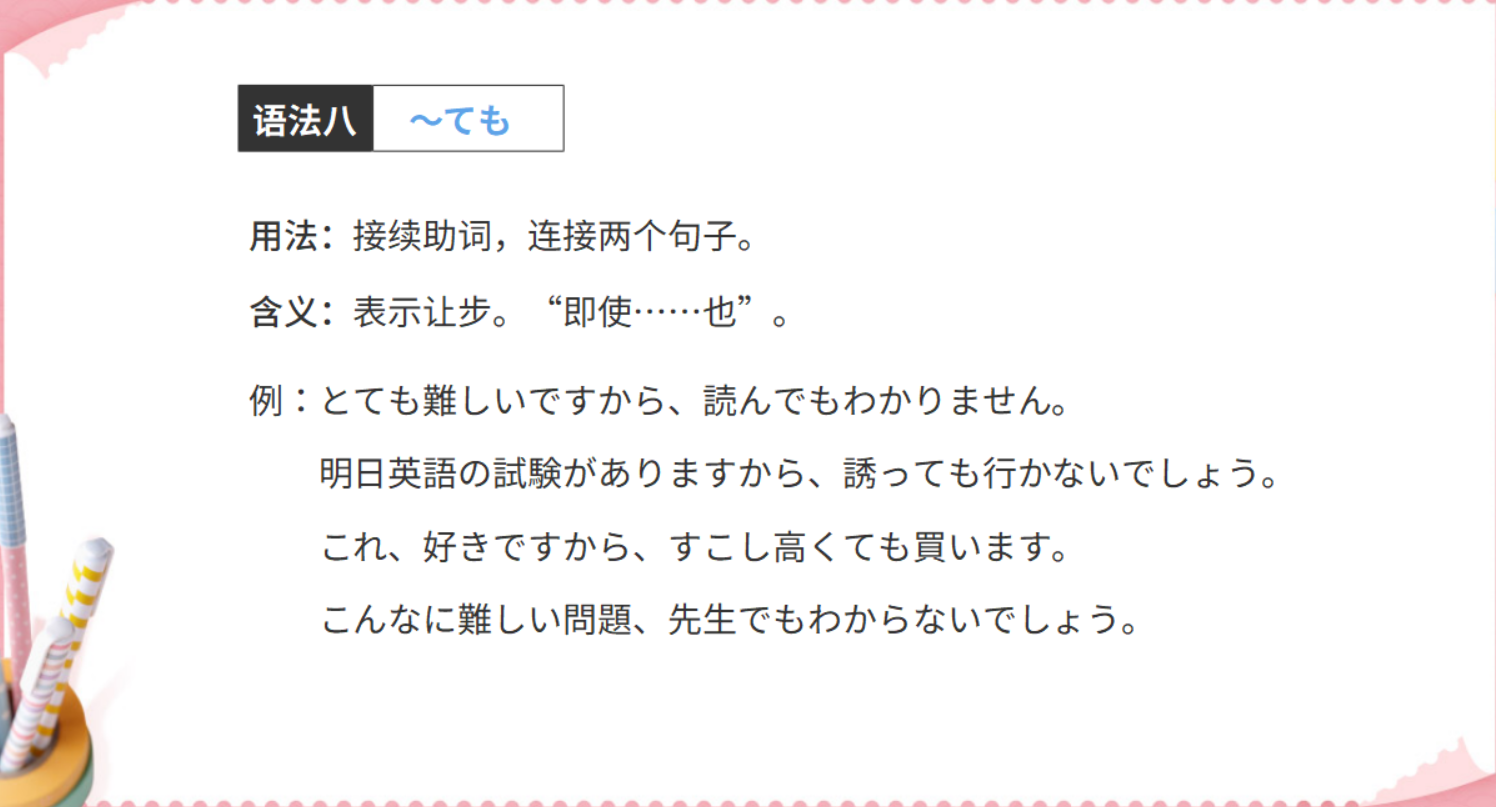 语法八 ～ても
用法：接续助词，连接两个句子。
含义：表示让步。“即使……也”。
例：とても難しいですから、読んでもわかりません。
明日英語の試験がありますから、誘っても行かないでしょう。
これ、好きですから、すこし高くても買います。
こんなに難しい問題、先生でもわからないでしょう。